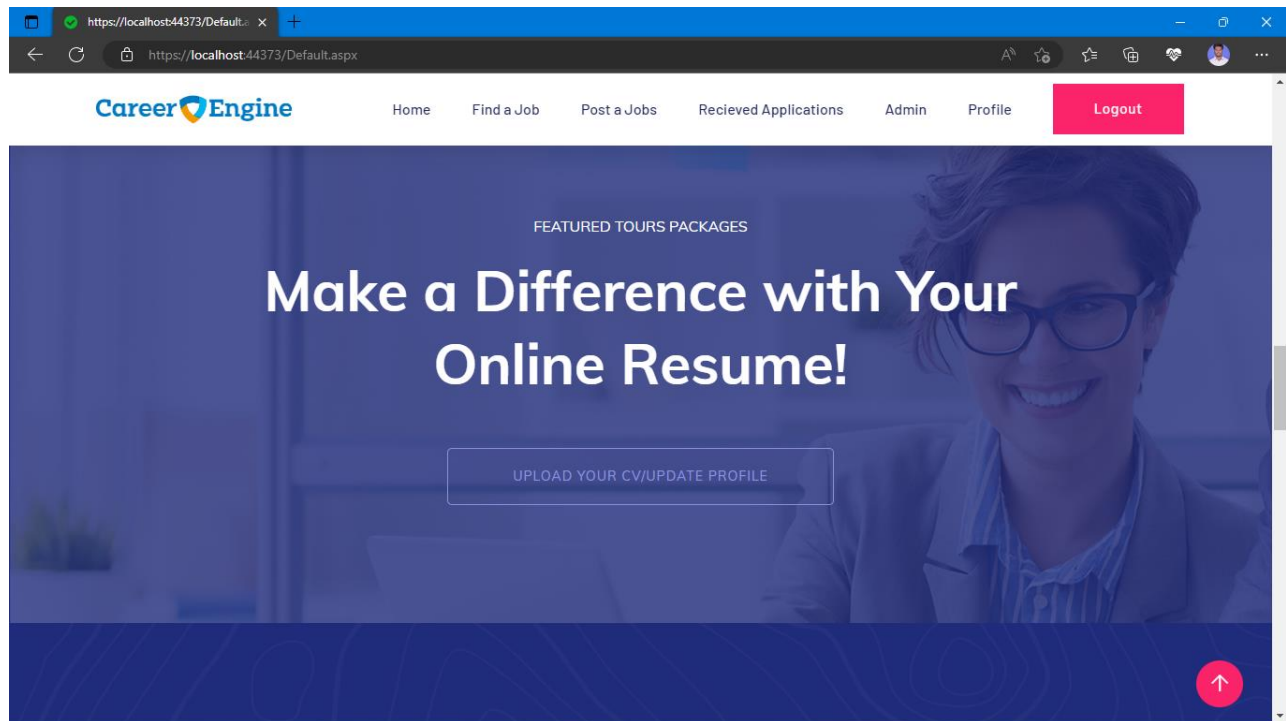 https://localhost:44373/Default.a
https://localhost:44373/Default.aspx
Career Engine
Home
Find a Job
Post a Jobs
Recieved Applications
Admin
Profile
Logout
FEATURED TOURS PACKAGES
Make a Difference with Your
Online Resume!
UPLOAD YOUR CV/UPDATE PROFILE